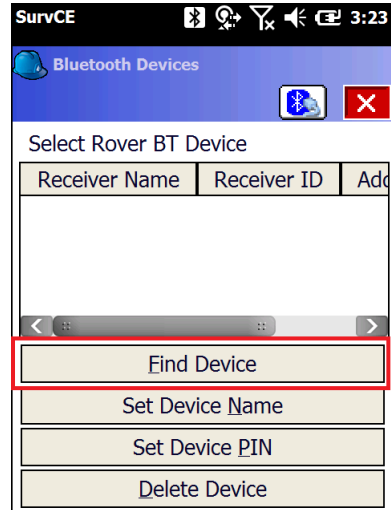 SurvCE 3:23
Bluetooth Devices
Select Rover BT Device
Receiver Name Receiver ID Add
Find Device
Set Device Name
Set Device PIN
Delete Device